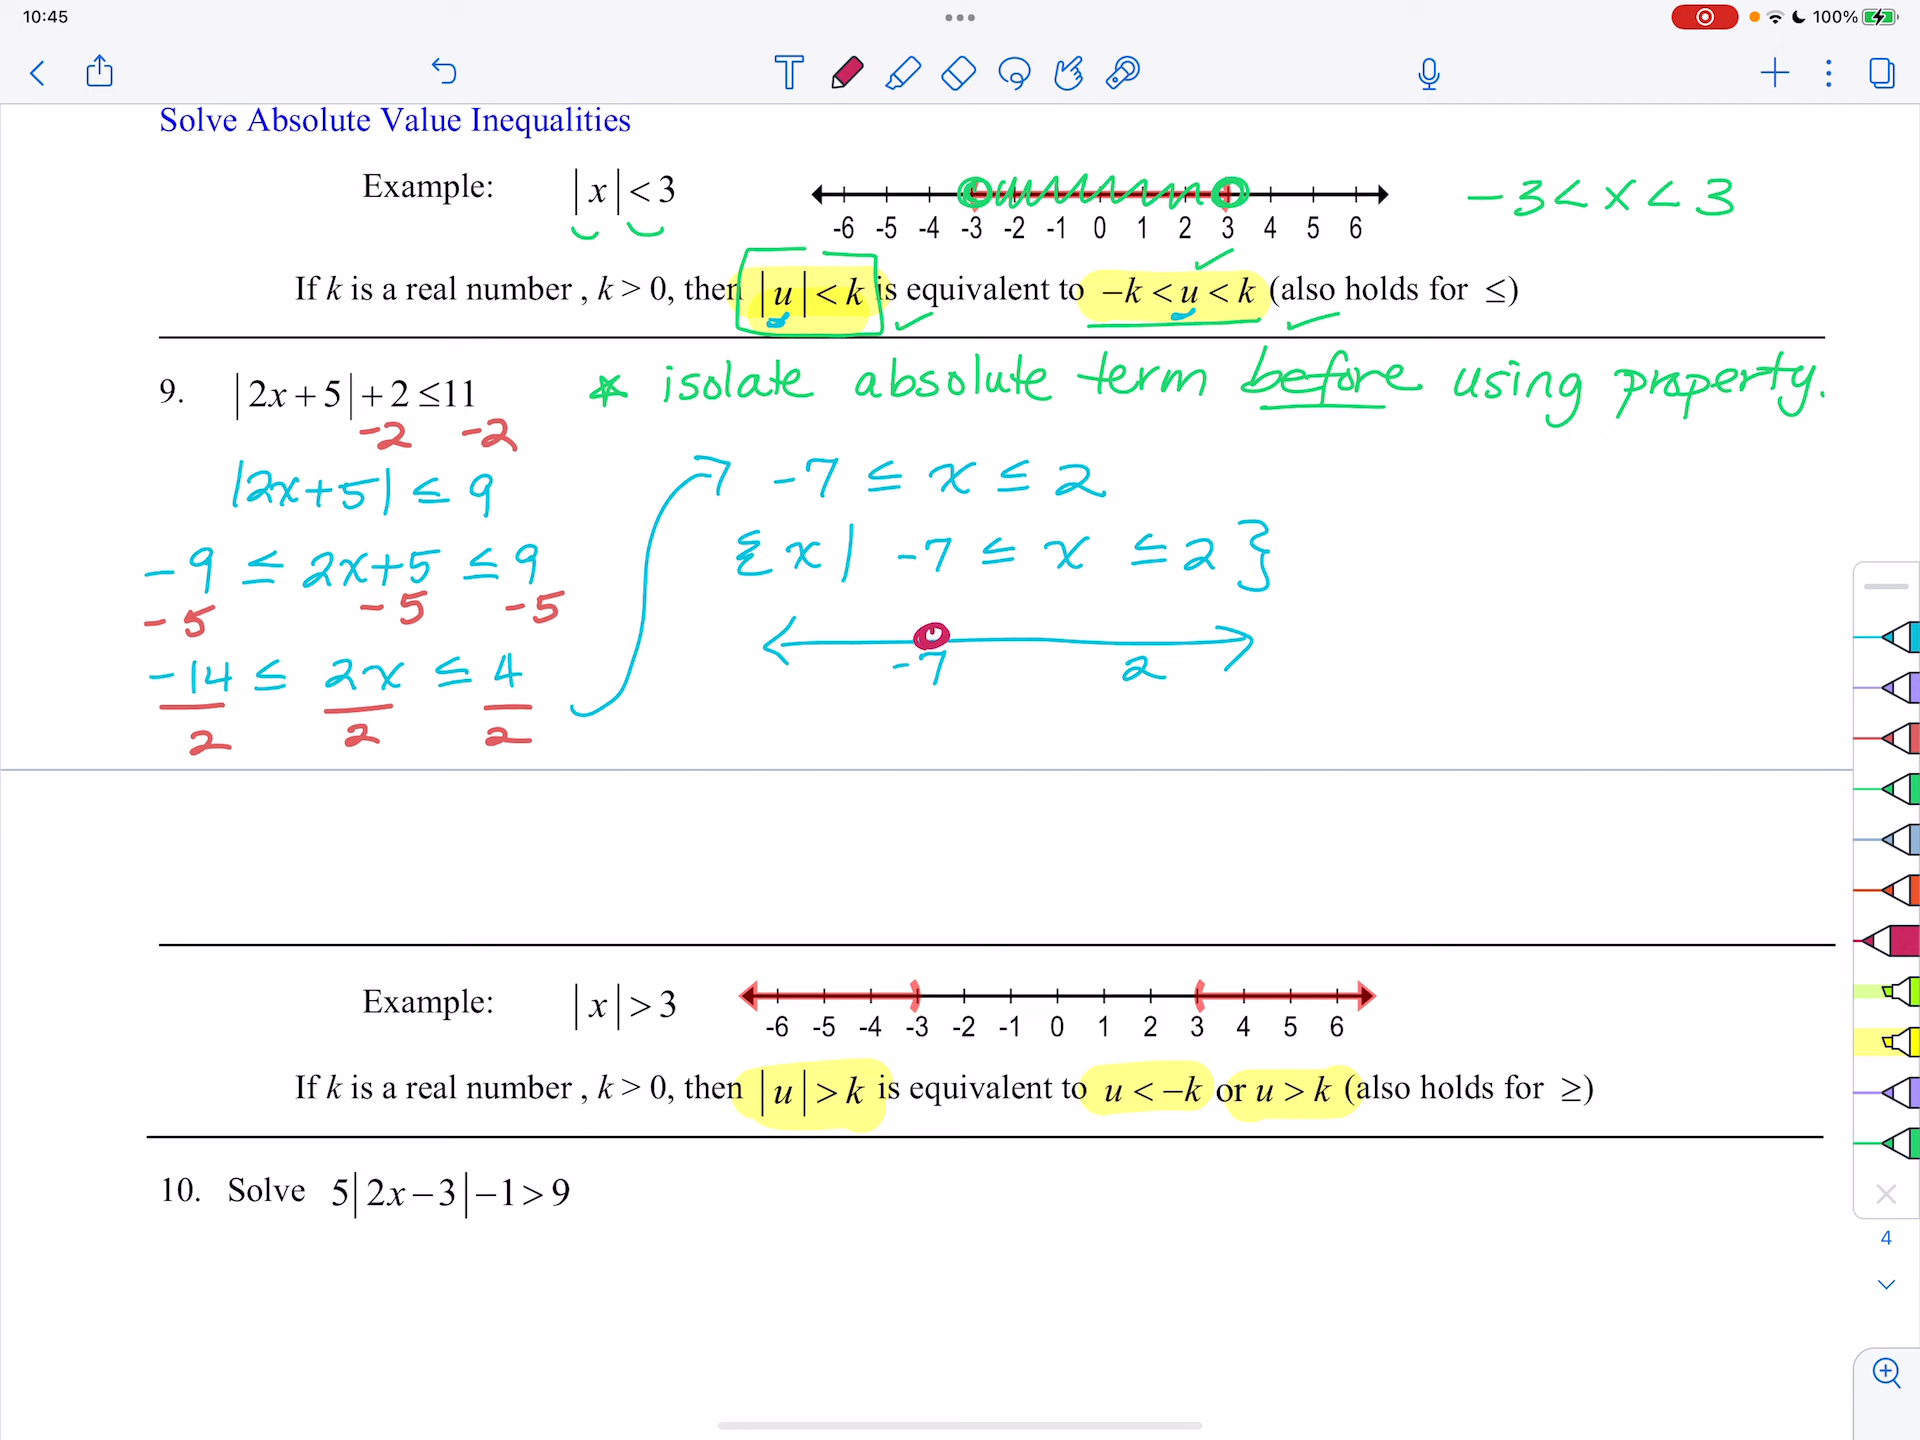 10:45
100%
Solve Absolute Value Inequalities
Example: |x| < 3
-6 -5 -4 -3 -2 -1 0 1 2 3 4 5 6
-3 < x < 3
If k is a real number , k > 0, then |u| < k is equivalent to −k < u < k (also holds for ≤)
9. |2x + 5| + 2 ≤ 11
* isolate absolute term before using property.
-2 -2
|2x+5| ≤ 9
-9 ≤ 2x+5 ≤ 9
-5 -5 -5
-14 ≤ 2x ≤ 4
2 2 2
-7 ≤ x ≤ 2
{x | -7 ≤ x ≤ 2}
-7 2
Example: |x| > 3
-6 -5 -4 -3 -2 -1 0 1 2 3 4 5 6
If k is a real number , k > 0, then |u| > k is equivalent to u < −k or u > k (also holds for ≥)
10. Solve 5|2x − 3| − 1 > 9
4